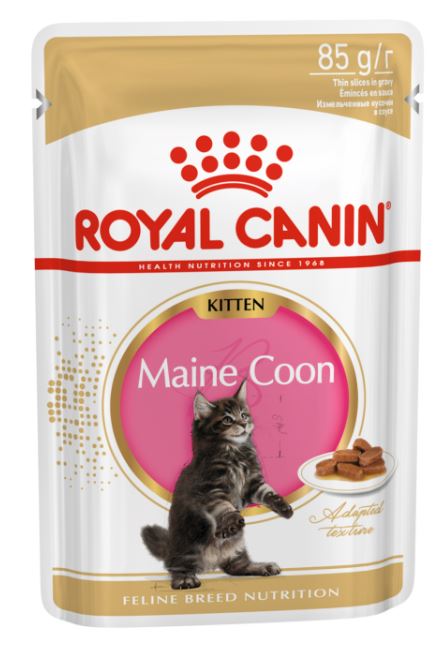 85 g/г
Thin slices in gravy
Émincés en sauce
Измельченные кусочки
в соусе
ROYAL CANIN®
HEALTH NUTRITION SINCE 1968
KITTEN
Maine Coon
Adapted
texture
FELINE BREED NUTRITION